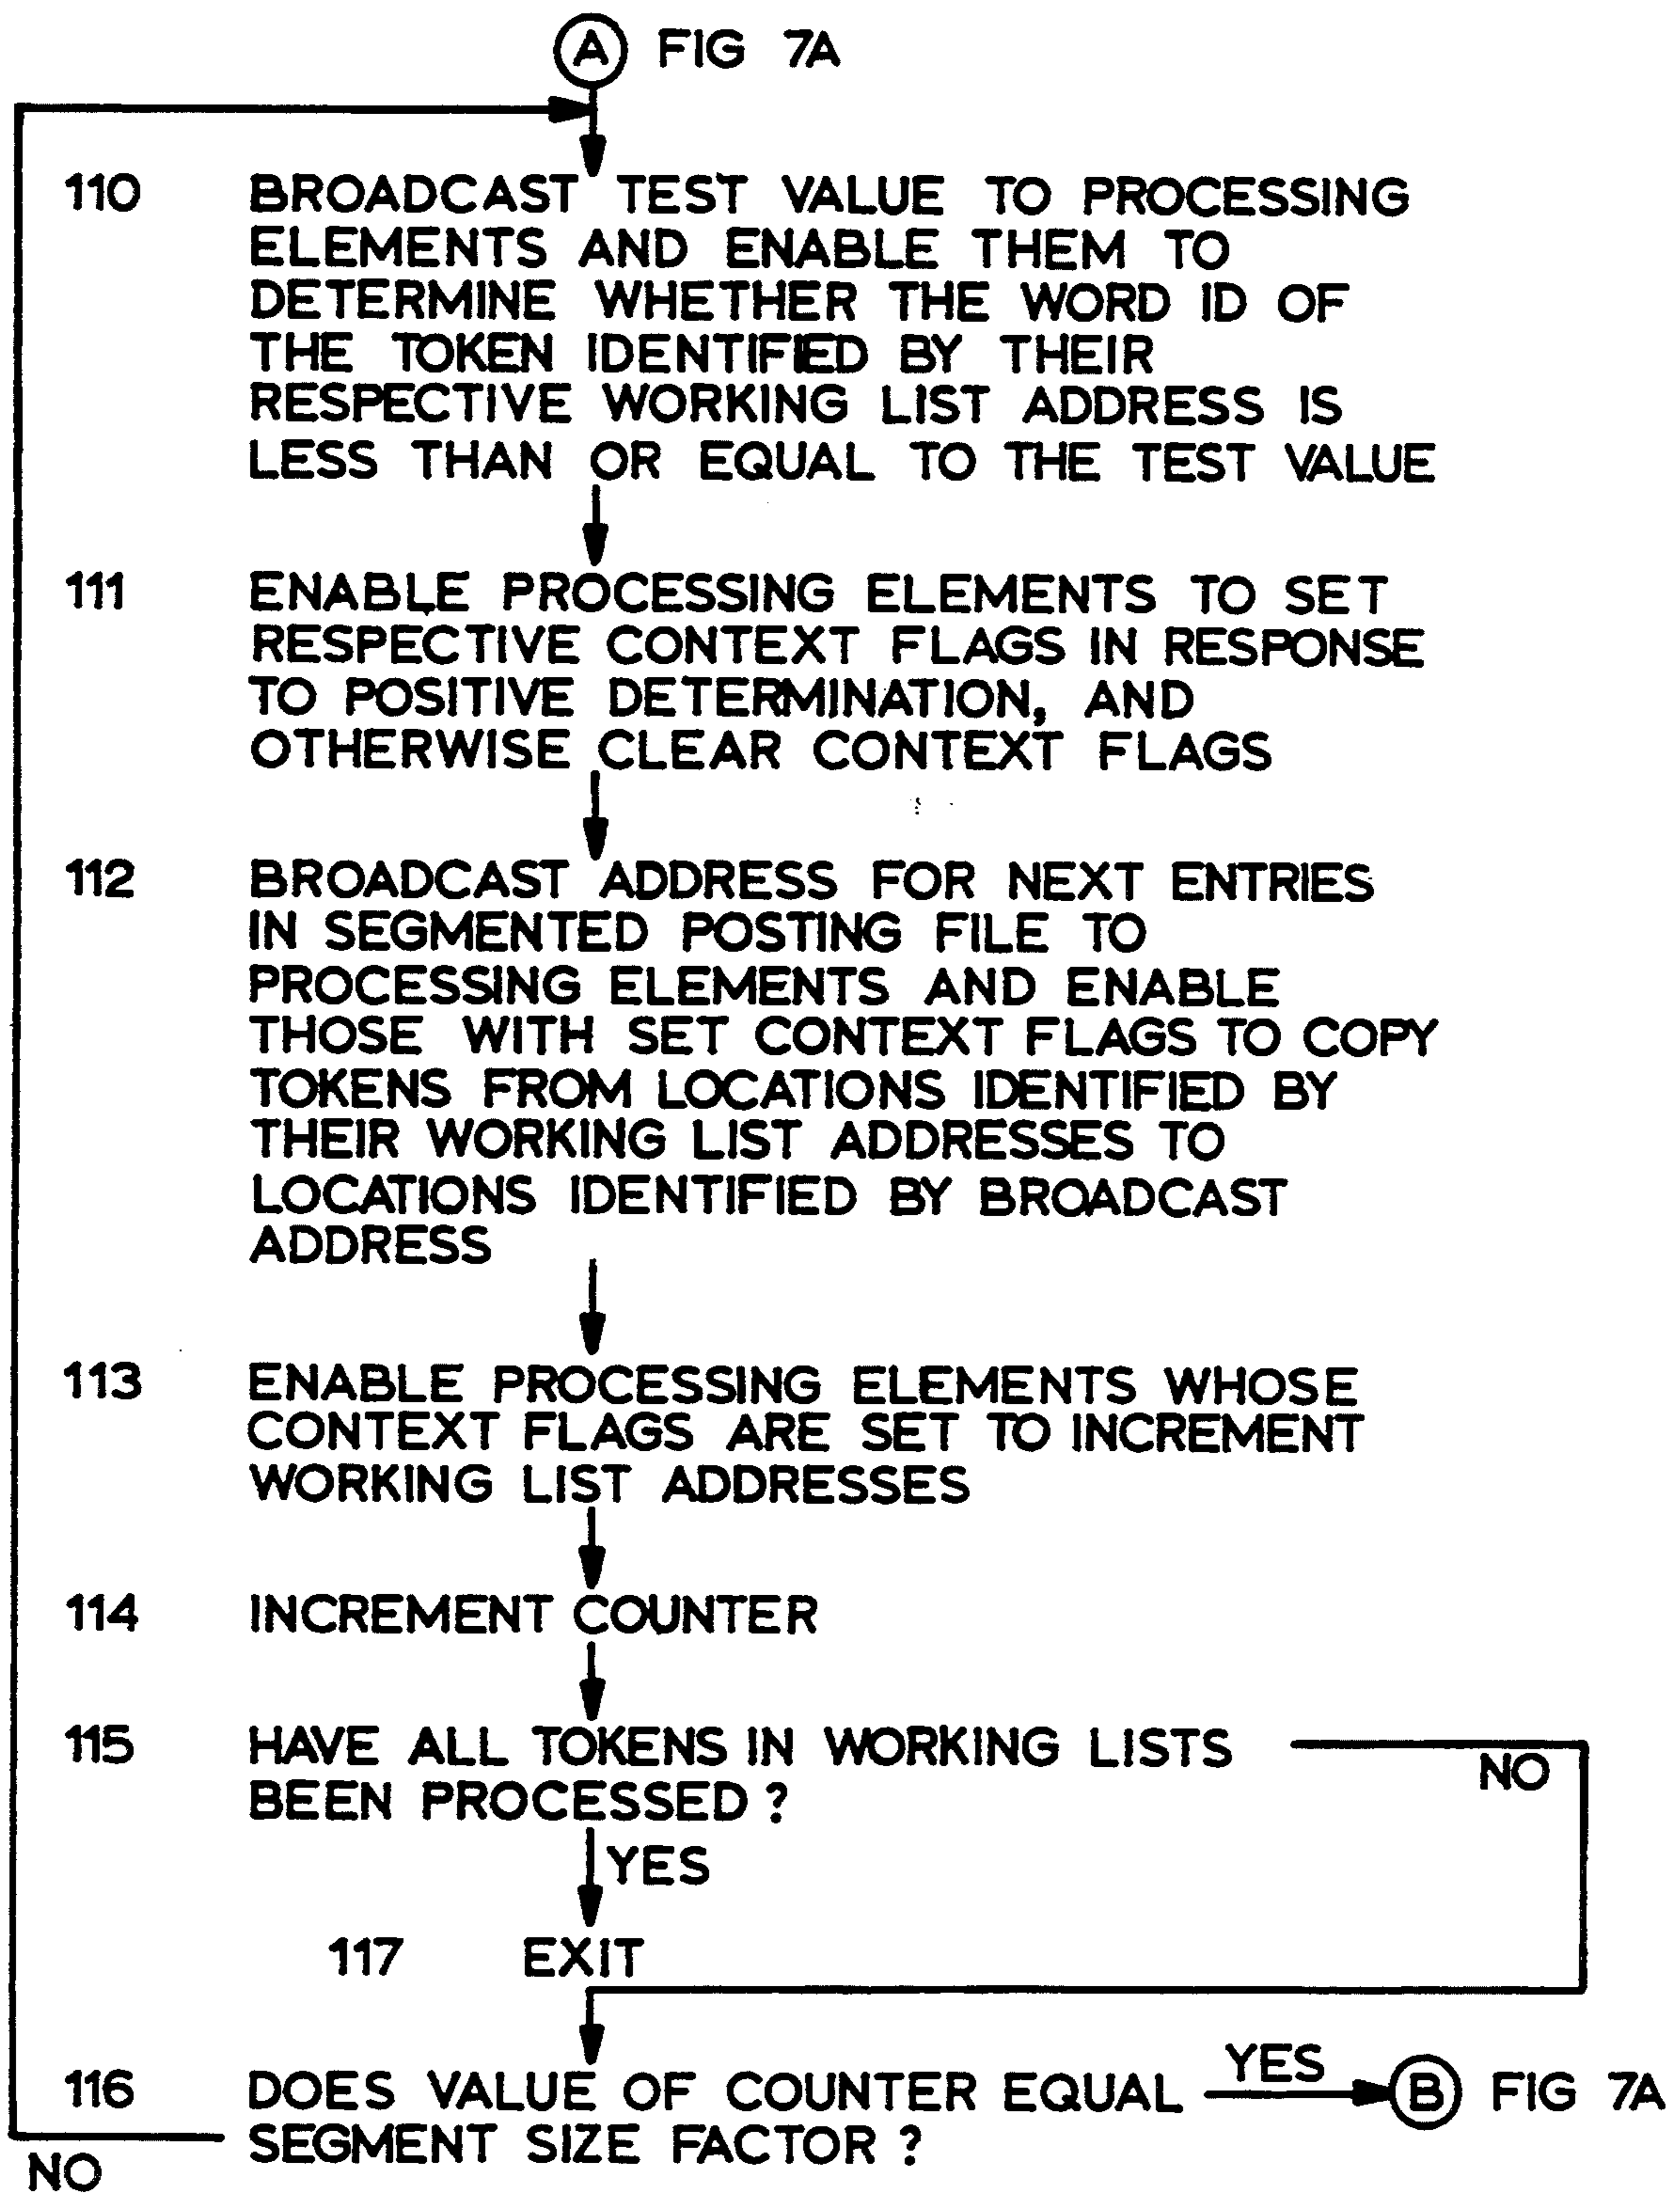 A FIG 7A
110 BROADCAST TEST VALUE TO PROCESSING
ELEMENTS AND ENABLE THEM TO
DETERMINE WHETHER THE WORD ID OF
THE TOKEN IDENTIFIED BY THEIR
RESPECTIVE WORKING LIST ADDRESS IS
LESS THAN OR EQUAL TO THE TEST VALUE
111 ENABLE PROCESSING ELEMENTS TO SET
RESPECTIVE CONTEXT FLAGS IN RESPONSE
TO POSITIVE DETERMINATION, AND
OTHERWISE CLEAR CONTEXT FLAGS
112 BROADCAST ADDRESS FOR NEXT ENTRIES
IN SEGMENTED POSTING FILE TO
PROCESSING ELEMENTS AND ENABLE
THOSE WITH SET CONTEXT FLAGS TO COPY
TOKENS FROM LOCATIONS IDENTIFIED BY
THEIR WORKING LIST ADDRESSES TO
LOCATIONS IDENTIFIED BY BROADCAST
ADDRESS
113 ENABLE PROCESSING ELEMENTS WHOSE
CONTEXT FLAGS ARE SET TO INCREMENT
WORKING LIST ADDRESSES
114 INCREMENT COUNTER
115 HAVE ALL TOKENS IN WORKING LISTS
NO
BEEN PROCESSED ?
YES
117 EXIT
YES
116 DOES VALUE OF COUNTER EQUAL B FIG 7A
SEGMENT SIZE FACTOR ?
NO